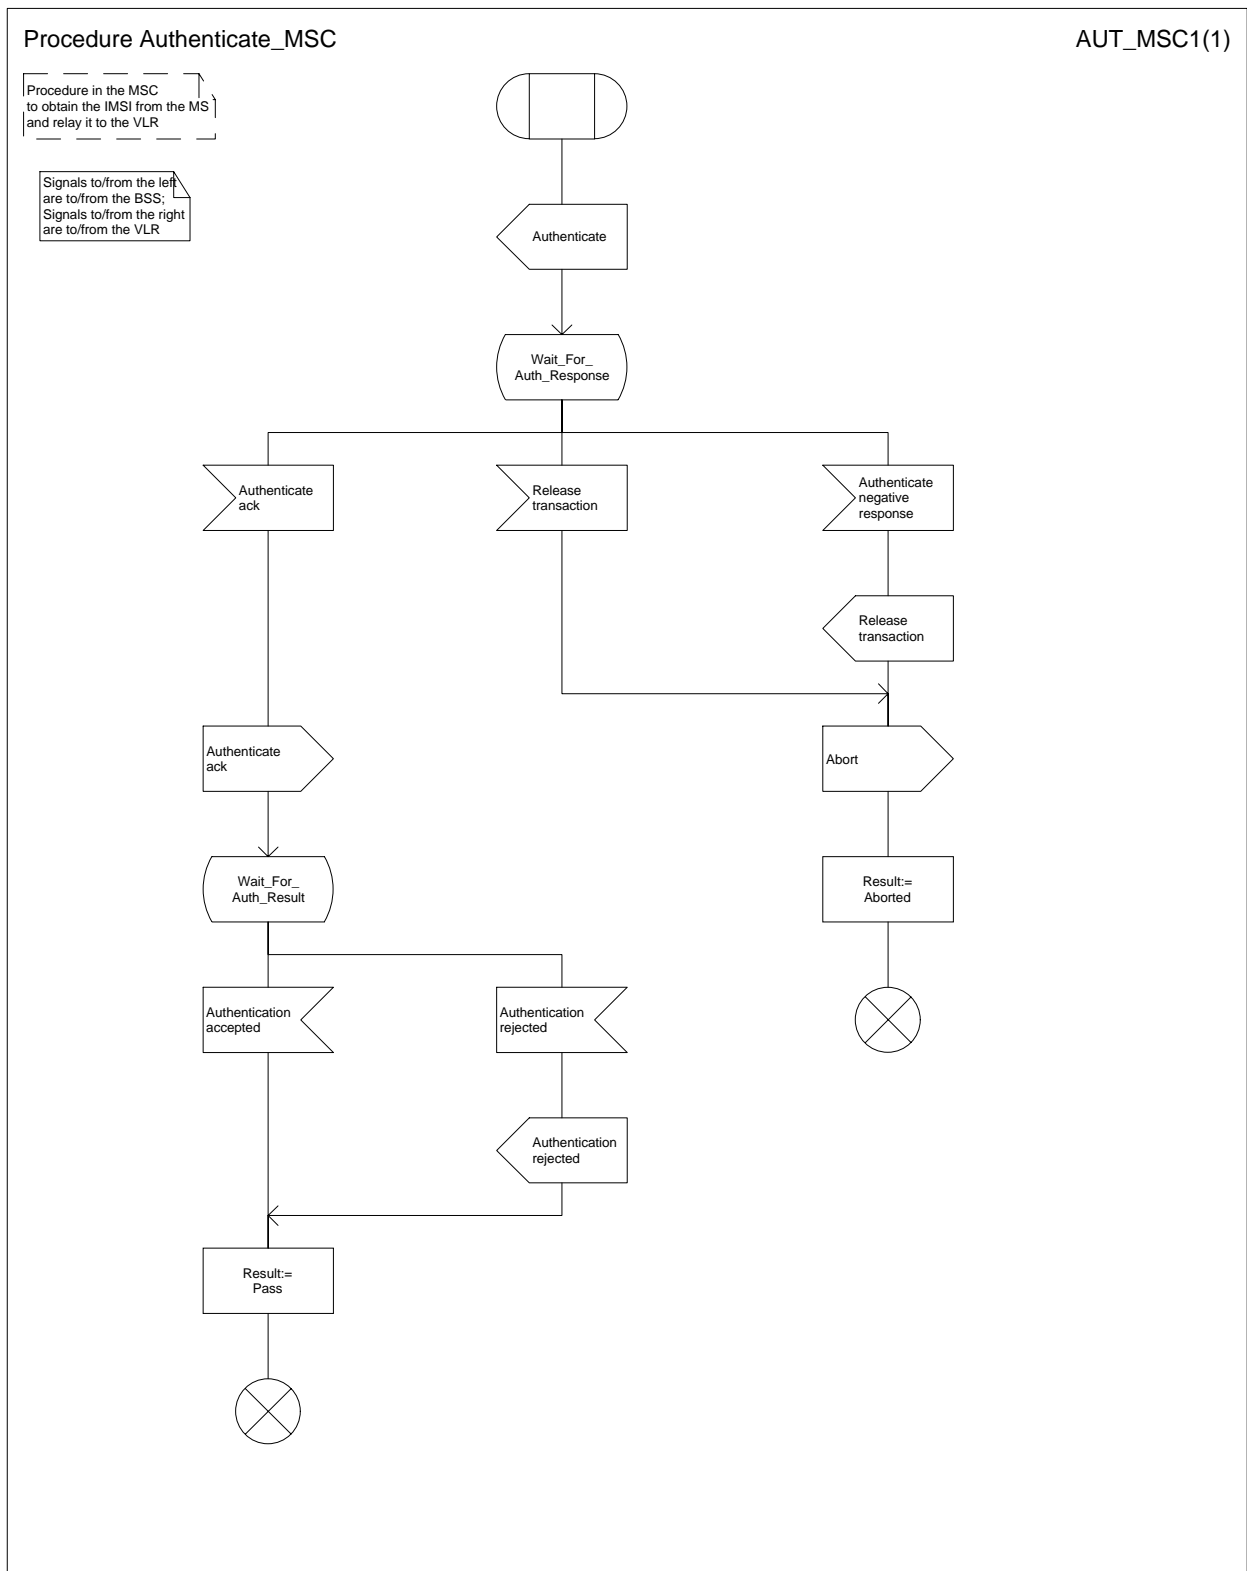 Procedure Authenticate_MSC
AUT_MSC1(1)
Procedure in the MSC
to obtain the IMSI from the MS
and relay it to the VLR
Signals to/from the left
are to/from the BSS;
Signals to/from the right
are to/from the VLR
Authenticate
Wait_For_
Auth_Response
Authenticate
ack
Release
transaction
Authenticate
negative
response
Release
transaction
Authenticate
ack
Abort
Wait_For_
Auth_Result
Result:=
Aborted
Authentication
accepted
Authentication
rejected
Authentication
rejected
Result:=
Pass